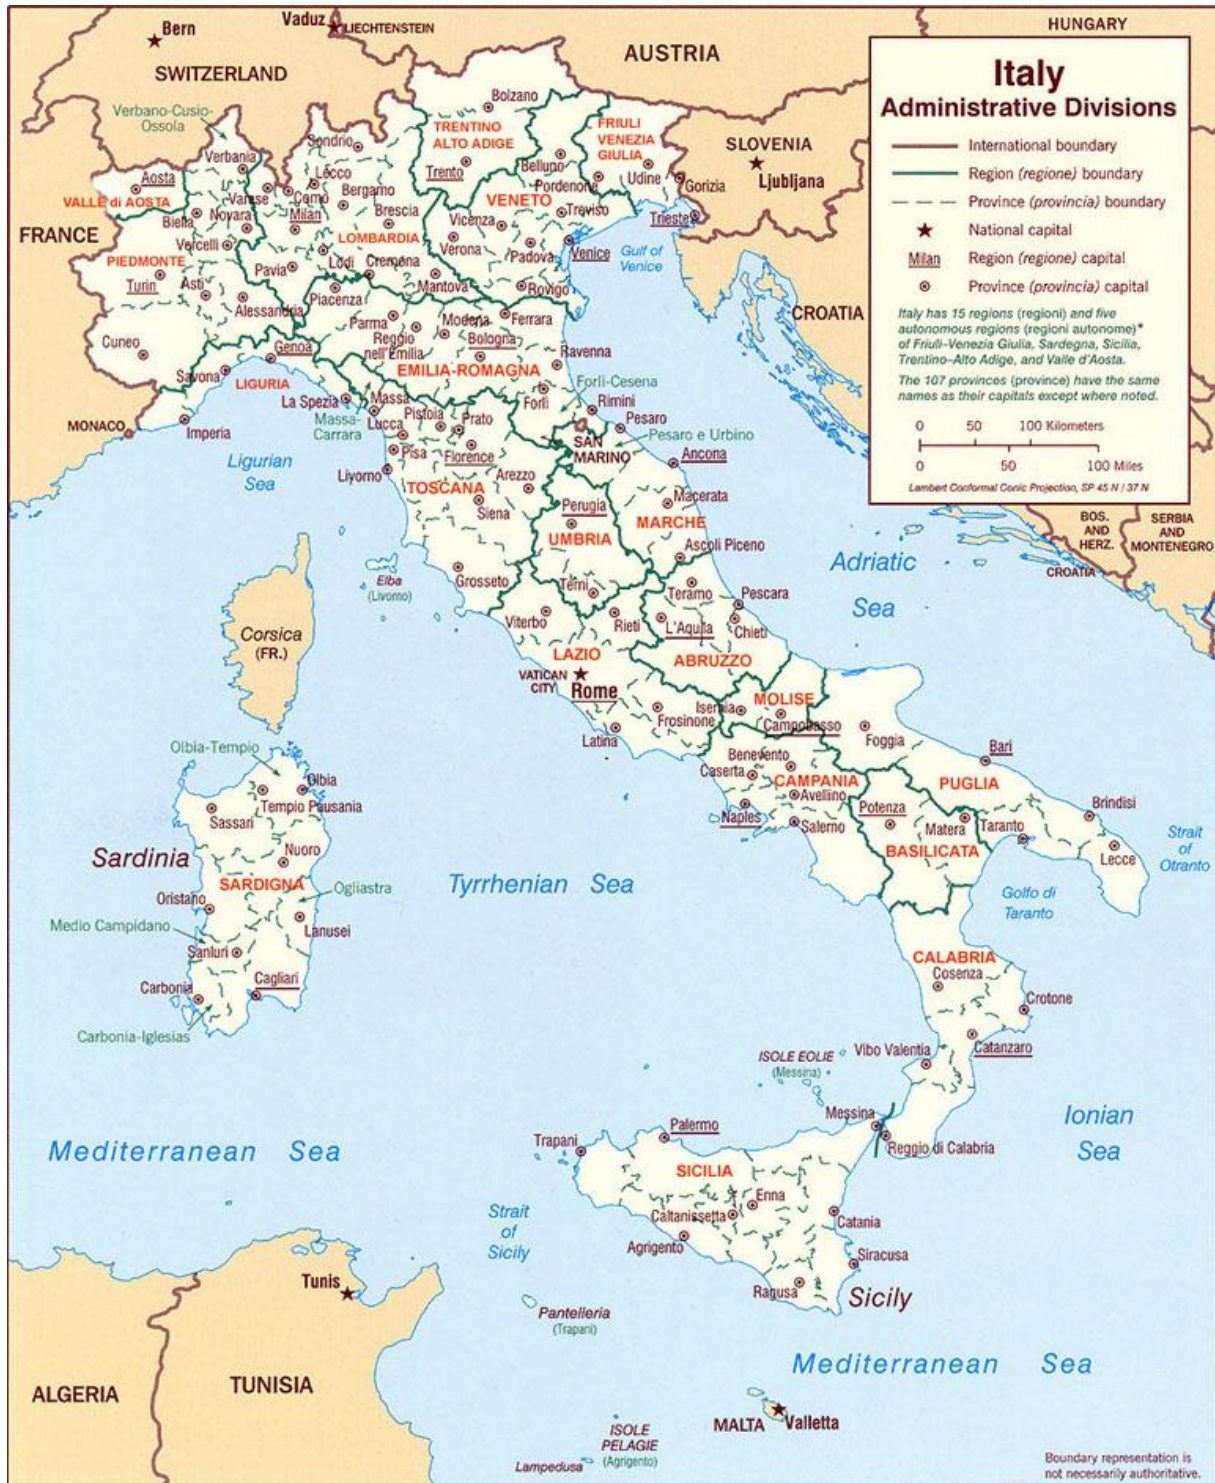 Bern
Vaduz
LIECHTENSTEIN
HUNGARY
SWITZERLAND
AUSTRIA
Italy
Administrative Divisions
International boundary
Region (regione) boundary
Province (provincia) boundary
National capital
Milan
Region (regione) capital
Province (provincia) capital
Italy has 15 regions (regioni) and five
autonomous regions (regioni autonome)*
of Friuli-Venezia Giulia, Sardegna, Sicilia,
Trentino-Alto Adige, and Valle d'Aosta.
The 107 provinces (province) have the same
names as their capitals except where noted.
0 50 100 Kilometers
0 50 100 Miles
Lambert Conformal Conic Projection, SP 45 N / 37 N
Verbano-Cusio-
Ossola
Bolzano
TRENTINO
ALTO ADIGE
FRIULI
VENEZIA
GIULIA
SLOVENIA
Ljubljana
Sondrio
Verbania
Trento
Belluno
Pordenone
Udine
Gorizia
Aosta
VALLE di AOSTA
Lecco
Varese
Como
Bergamo
VENETO
Biella
Novara
Milan
Brescia
Vicenza
Treviso
Trieste
FRANCE
Vercelli
LOMBARDIA
Verona
Padova
Venice
Gulf of
Venice
PIEDMONTE
Turin
Asti
Pavia
Lodi
Cremona
Mantova
Rovigo
Alessandria
Piacenza
CROATIA
Parma
Reggio
nell'Emilia
Modena
Ferrara
Cuneo
Genoa
Bologna
Ravenna
Savona
LIGURIA
EMILIA-ROMAGNA
Forlì-Cesena
Forlì
La Spezia
Massa
Massa-
Carrara
Rimini
MONACO
Imperia
Lucca
Pistoia
Prato
Pesaro
SAN
MARINO
Pesaro e Urbino
Ligurian
Sea
Pisa
Florence
Ancona
Livorno
Arezzo
TOSCANA
Siena
Perugia
UMBRIA
Macerata
MARCHE
BOS.
AND
HERZ.
SERBIA
AND
MONTENEGRO
CROATIA
Elba
(Livorno)
Grosseto
Ascoli Piceno
Adriatic
Sea
Terni
Teramo
Pescara
Corsica
(FR.)
Viterbo
Rieti
L'Aquila
Chieti
LAZIO
ABRUZZO
VATICAN
CITY
Rome
MOLISE
Isernia
Campobasso
Frosinone
Latina
Foggia
Bari
Olbia-Tempio
Olbia
Tempio Pausania
Sassari
Benevento
Caserta
CAMPANIA
Avellino
PUGLIA
Naples
Salerno
Potenza
Matera
Taranto
Brindisi
BASILICATA
Lecce
Strait
of
Otranto
Sardinia
Nuoro
SARDIGNA
Ogliastra
Oristano
Lanusei
Medio Campidano
Sanluri
Tyrrhenian Sea
Golfo di
Taranto
Carbonia
Cagliari
Carbonia-Iglesias
CALABRIA
Cosenza
Crotone
Catanzaro
Vibo Valentia
ISOLE EOLIE
(Messina)
Messina
Reggio di Calabria
Ionian
Sea
Mediterranean Sea
Trapani
Palermo
SICILIA
Enna
Caltanissetta
Catania
Agrigento
Siracusa
Ragusa
Sicily
Strait
of
Sicily
Tunis
Pantelleria
(Trapani)
ALGERIA
TUNISIA
Mediterranean Sea
MALTA
Valletta
ISOLE
PELAGIE
(Agrigento)
Lampedusa
Boundary representation is
not necessarily authoritative.